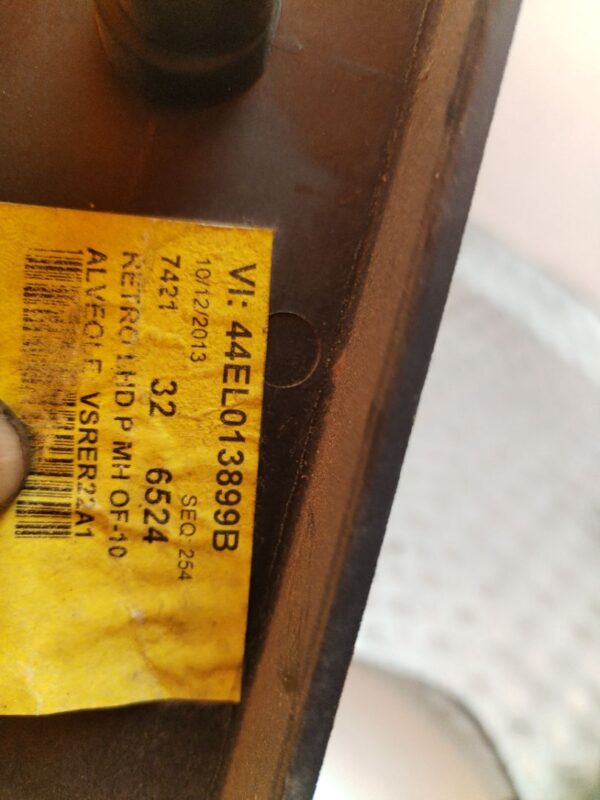 VI: 44EL013899B
10/12/2013 SEQ: 254
7421 32 6524
RETRO LHD P MH OF-10
ALVEOLE VSRER22A1